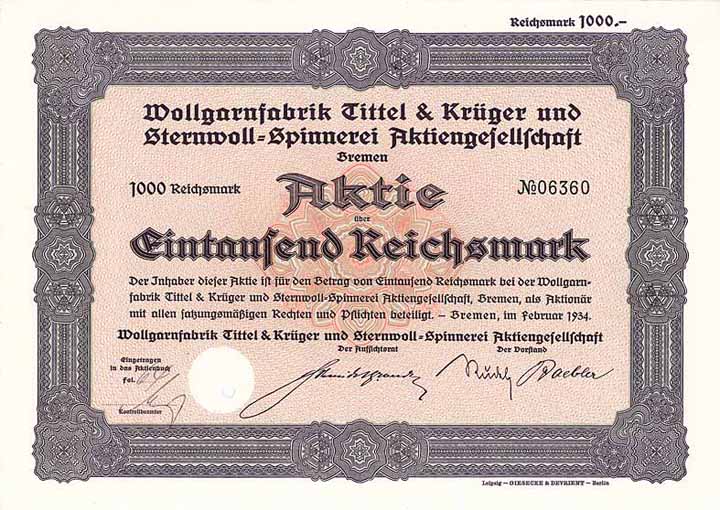 Reichsmark 1000.-
Wollgarnfabrik Tittel & Krüger und
Sternwoll-Spinnerei Aktiengesellschaft
Bremen
1000 Reichsmark Aktie №06360
über
Eintausend Reichsmark
Der Inhaber dieser Aktie ist für den Betrag von Eintausend Reichsmark bei der Wollgarn-
fabrik Tittel & Krüger und Sternwoll-Spinnerei Aktiengesellschaft, Bremen, als Aktionär
mit allen satzungsmäßigen Rechten und Pflichten beteiligt. — Bremen, im Februar 1934.
Wollgarnfabrik Tittel & Krüger und Sternwoll-Spinnerei Aktiengesellschaft
Der Aufsichtsrat Der Vorstand
Eingetragen
in das Aktienbuch
fol.
Kontrollbeamter
Leipzig — GIESECKE & DEVRIENT — Berlin